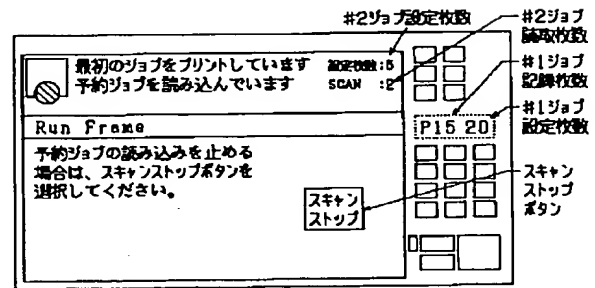 #2ジョブ設定枚数
#2ジョブ
読取枚数
最初のジョブをプリントしています 設定枚数:5
予約ジョブを読み込んでいます SCAN :2
#1ジョブ
記録枚数
Run Frame
P15 20
#1ジョブ
設定枚数
予約ジョブの読み込みを止める
場合は、スキャンストップボタンを
選択してください。
スキャン
ストップ
スキャン
ストップ
ボタン